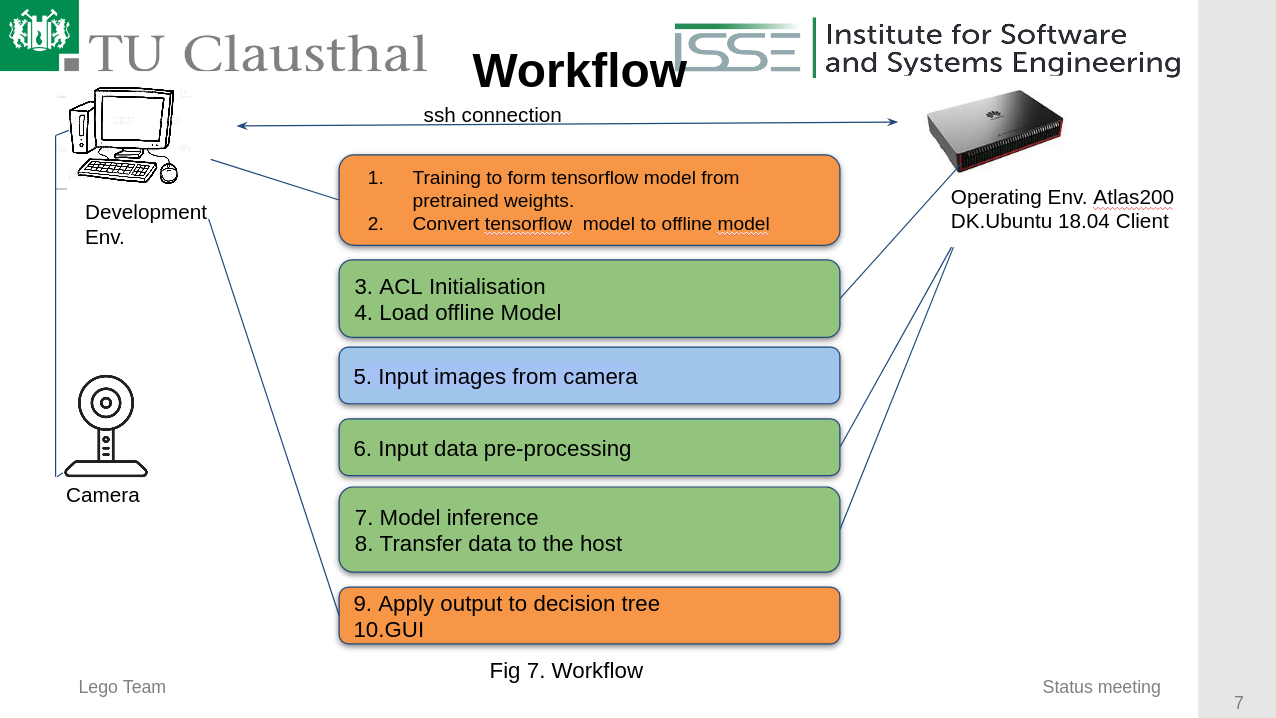 TU Clausthal
ISSE
Institute for Software
and Systems Engineering
Workflow
ssh connection
1. Training to form tensorflow model from
pretrained weights.
2. Convert tensorflow model to offline model
Development
Env.
Operating Env. Atlas200
DK.Ubuntu 18.04 Client
3. ACL Initialisation
4. Load offline Model
5. Input images from camera
6. Input data pre-processing
Camera
7. Model inference
8. Transfer data to the host
9. Apply output to decision tree
10.GUI
Fig 7. Workflow
Lego Team
Status meeting
7